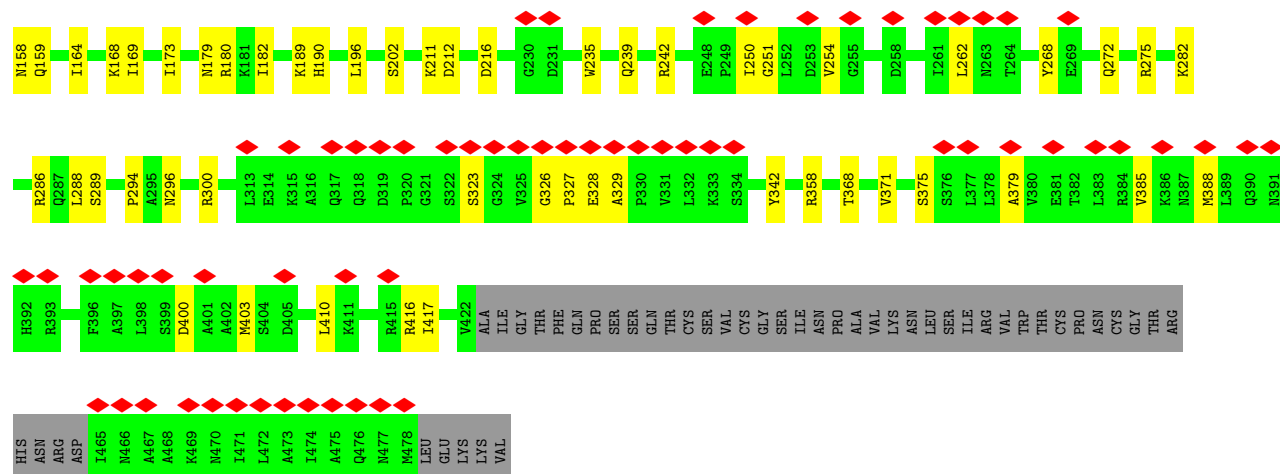 N158 Q159 I164 K168 I169 I173 N179 R180 K181 I182 K189 H190 L196 S202 K211 D212 D216 G230 D231 W235 Q239 R242 E248 P249 I250 G251 L252 D253 V254 G255 D258 I261 L262 N263 T264 Y268 E269 Q272 R275 K282
R286 Q287 L288 S289 P294 A295 N296 R300 L313 E314 K315 A316 Q317 Q318 D319 P320 G321 S322 S323 G324 V325 G326 P327 E328 A329 P330 V331 L332 K333 S334 Y342 R358 T368 V371 S375 S376 L377 L378 A379 V380 E381 T382 L383 R384 V385 K386 N387 M388 L389 Q390 N391
H392 R393 F396 A397 L398 S399 D400 A401 A402 M403 S404 D405 L410 K411 R415 R416 I417 V422 ALA ILE GLY THR PHE GLN PRO SER SER GLN THR CYS SER VAL CYS GLY SER ILE ASN PRO ALA VAL LYS ASN LEU SER ILE ARG VAL TRP THR CYS PRO ASN CYS GLY THR ARG
HIS ASN ARG ASP I465 N466 A467 A468 K469 N470 I471 L472 A473 I474 A475 Q476 N477 M478 LEU GLU LYS LYS VAL